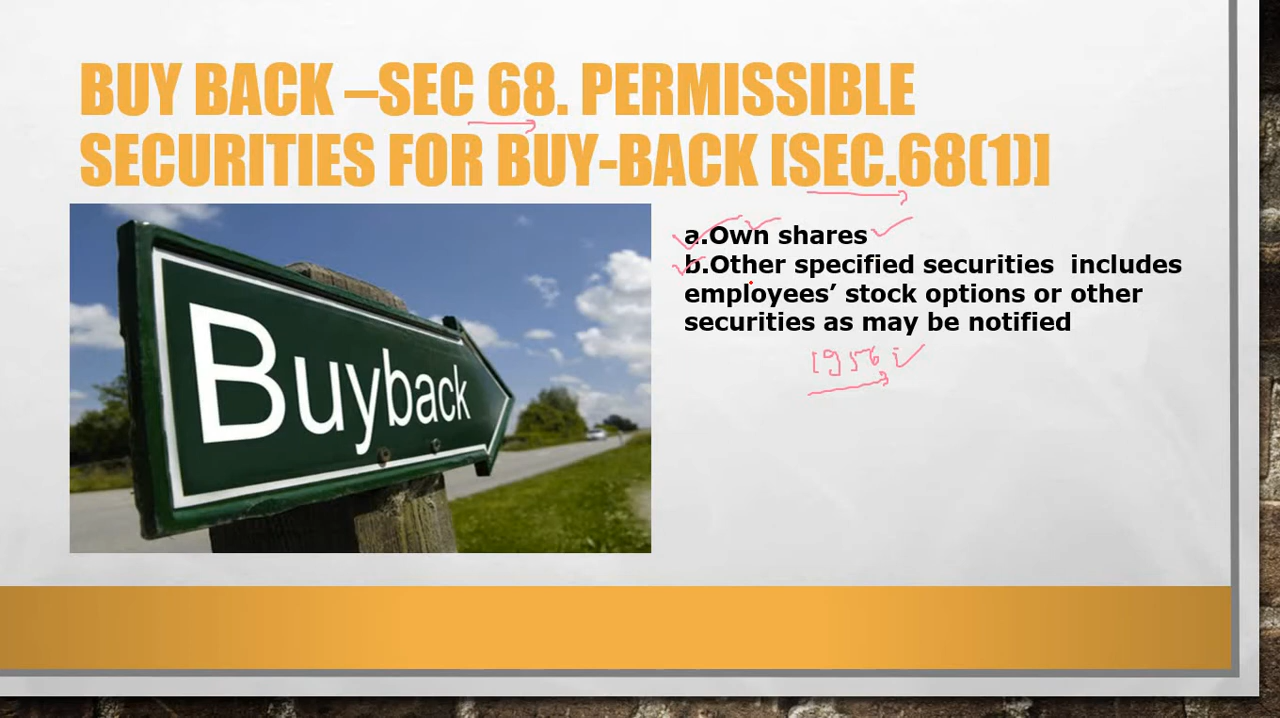 BUY BACK –SEC 68. PERMISSIBLE
SECURITIES FOR BUY-BACK [SEC.68(1)]
Buyback
a.Own shares
b.Other specified securities includes
employees’ stock options or other
securities as may be notified
1956